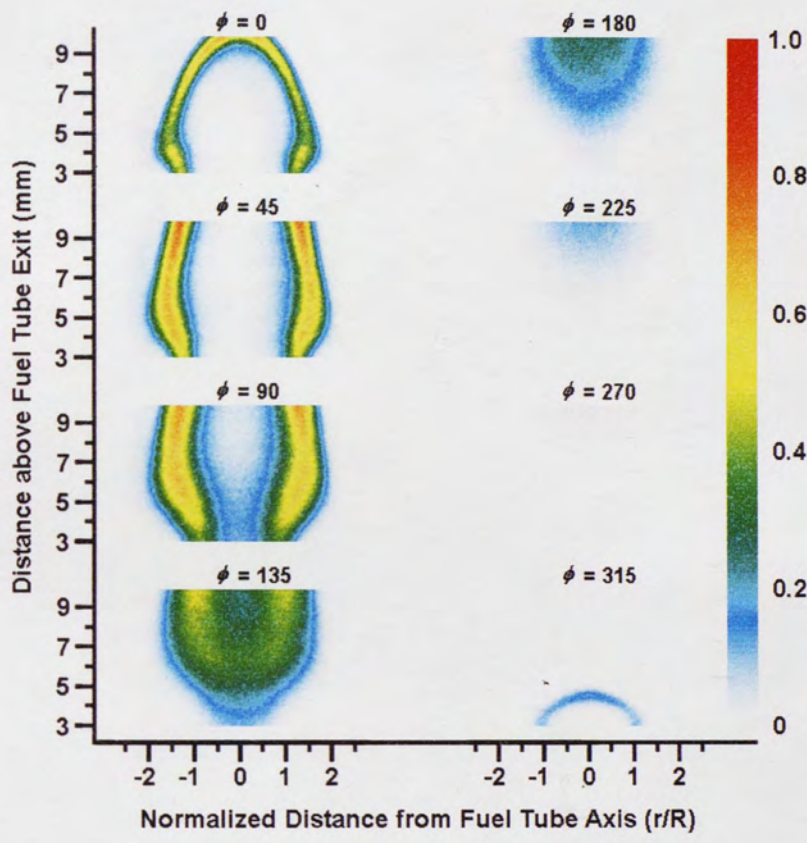 ϕ = 0
ϕ = 180
ϕ = 45
ϕ = 225
ϕ = 90
ϕ = 270
ϕ = 135
ϕ = 315
Distance above Fuel Tube Exit (mm)
9
7
5
3
9
7
5
3
9
7
5
3
9
7
5
3
1.0
0.8
0.6
0.4
0.2
0
-2 -1 0 1 2
-2 -1 0 1 2
Normalized Distance from Fuel Tube Axis (r/R)